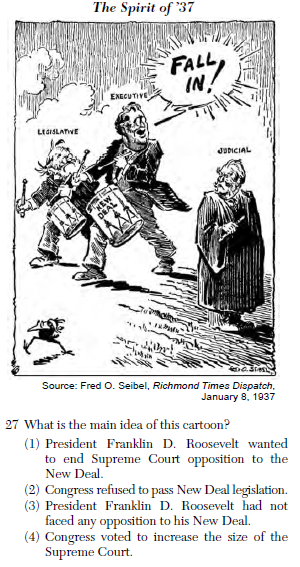 The Spirit of '37
FALL
IN!
EXECUTIVE
LEGISLATIVE
JUDICIAL
NEW
DEAL
Source: Fred O. Seibel, Richmond Times Dispatch,
January 8, 1937
27 What is the main idea of this cartoon?
(1) President Franklin D. Roosevelt wanted
to end Supreme Court opposition to the
New Deal.
(2) Congress refused to pass New Deal legislation.
(3) President Franklin D. Roosevelt had not
faced any opposition to his New Deal.
(4) Congress voted to increase the size of the
Supreme Court.